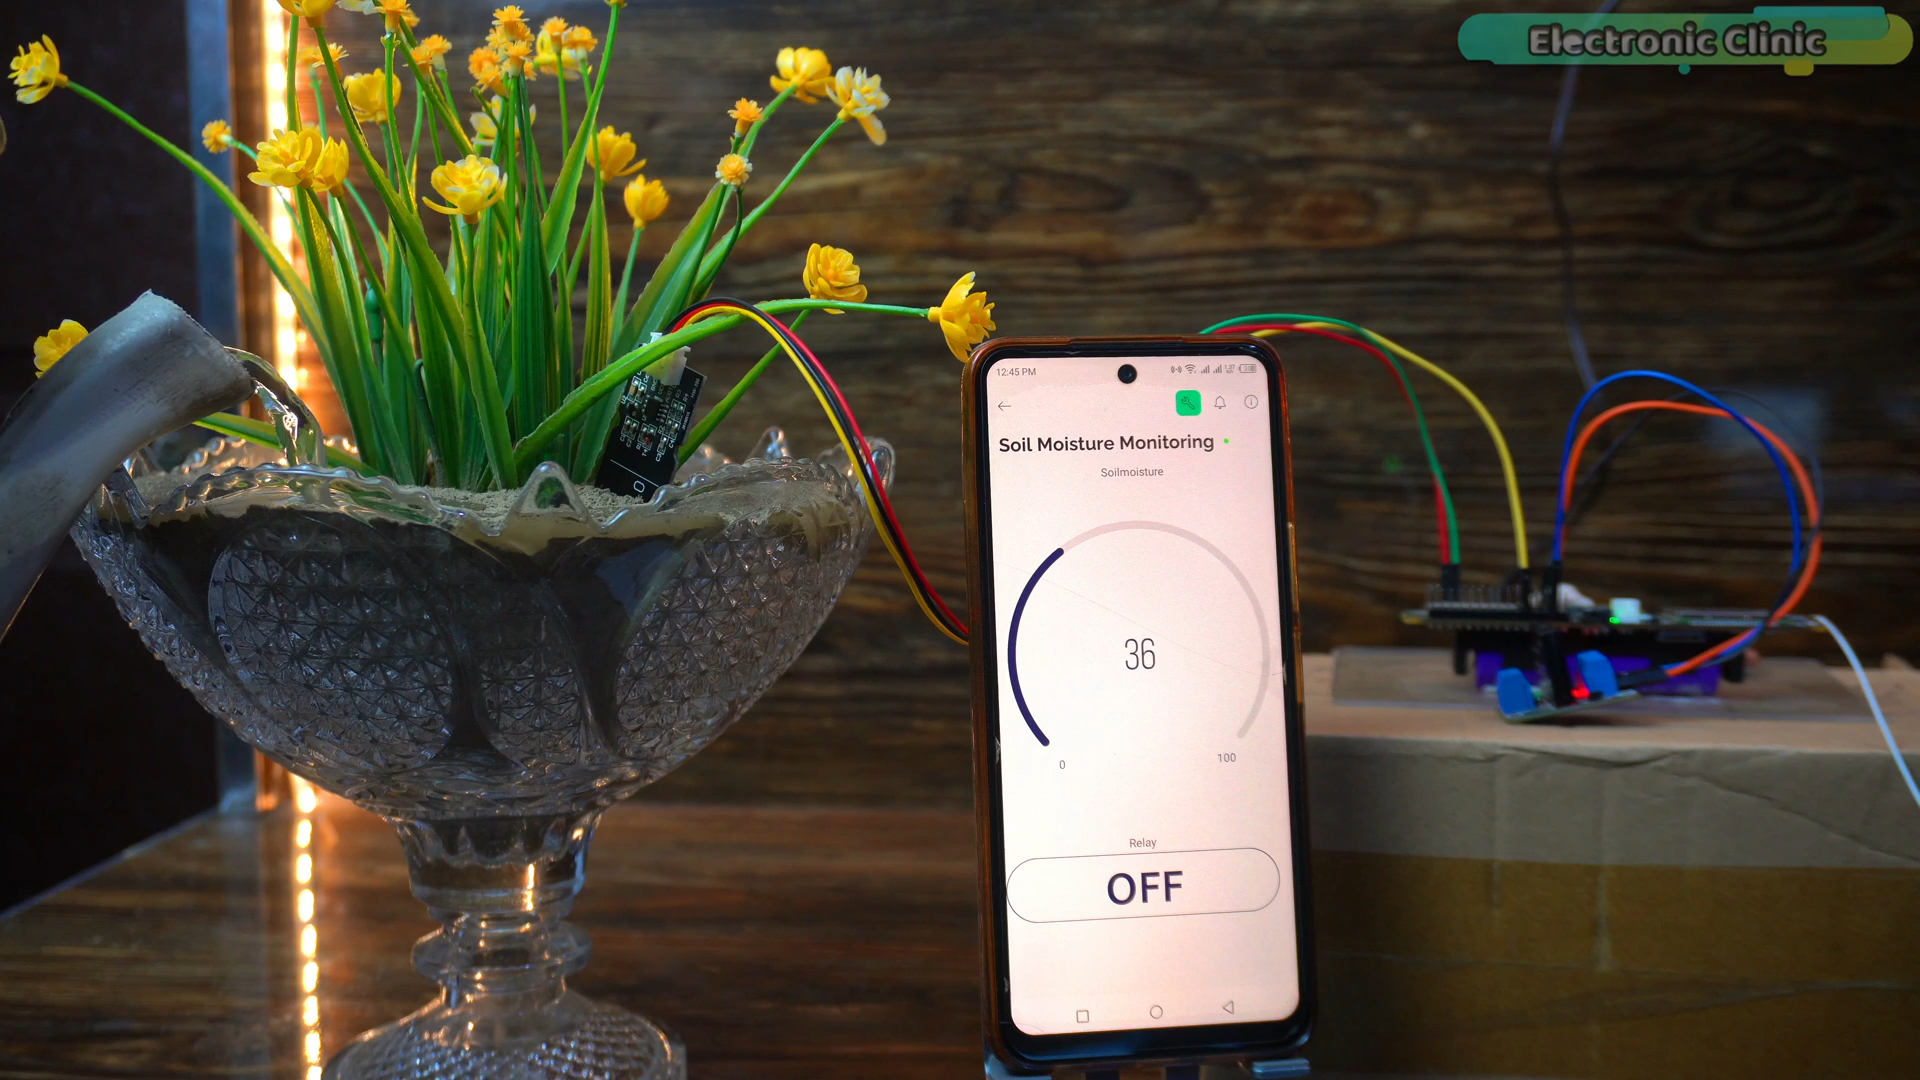 Electronic Clinic
12:45 PM
Soil Moisture Monitoring
Soilmoisture
36
0
100
Relay
OFF